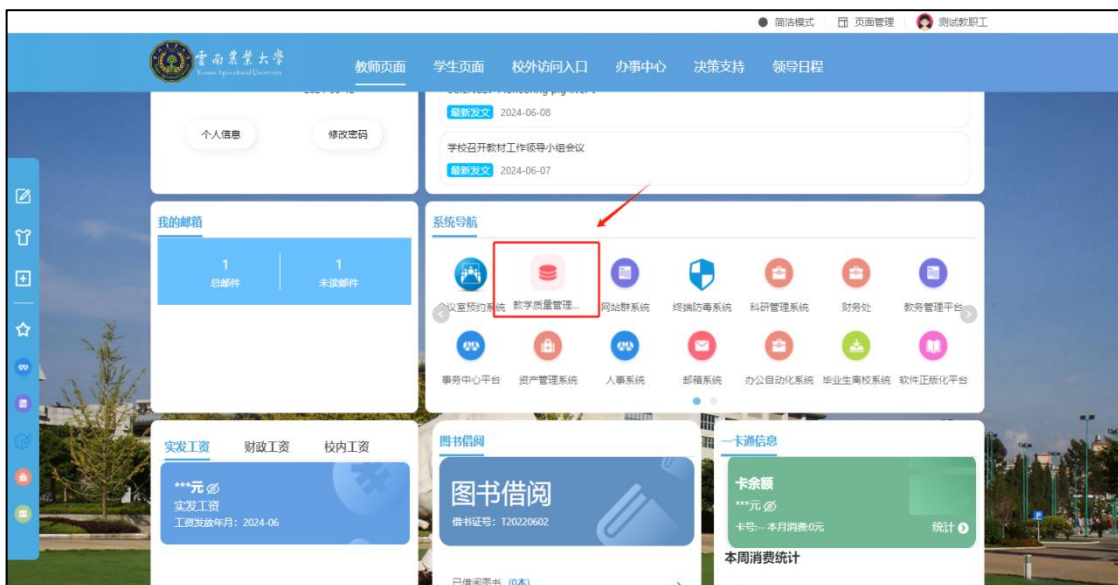 简洁模式 页面管理 测试教职工
雲南農業大學
Yunnan Agricultural University
教师页面 学生页面 校外访问入口 办事中心 决策支持 领导日程
最新发文 2024-06-08
个人信息 修改密码
学校召开教材工作领导小组会议
最新发文 2024-06-07
我的邮箱
1 1
总邮件 未读邮件
系统导航
议室预约系统 教学质量管理... 网站群系统 终端防毒系统 科研管理系统 财务处 教务管理平台
事务中心平台 资产管理系统 人事系统 邮箱系统 办公自动化系统 毕业生离校系统 软件正版化平台
实发工资 财政工资 校内工资
***元
实发工资
工资发放年月：2024-06
图书借阅
图书借阅
借书证号：T20220602
已借阅图书 (0本)
一卡通信息
卡余额
***元
卡号:-- 本月消费:0元 统计
本周消费统计